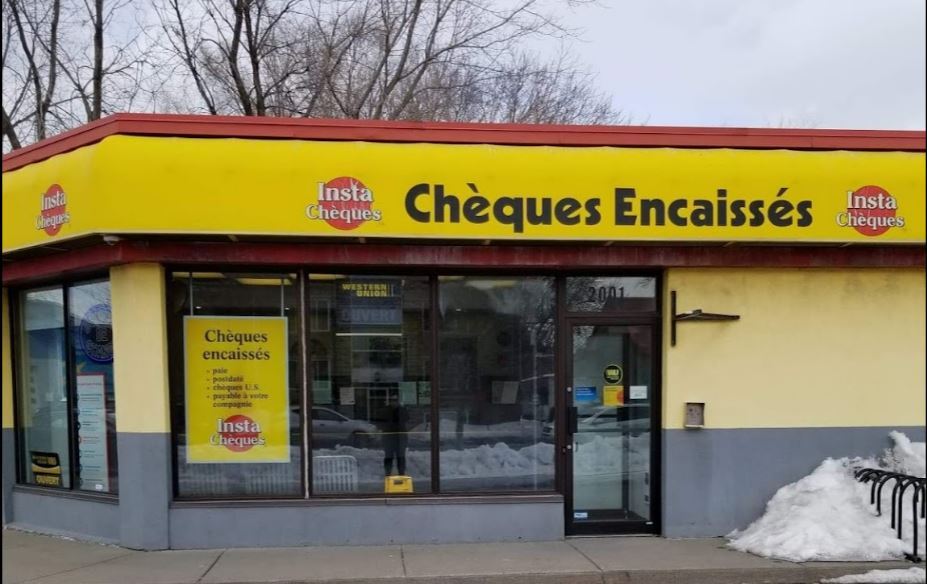 Insta
Chèques
Insta
Chèques
Chèques Encaissés
Insta
Chèques
WESTERN
UNION
OUVERT
2001
Chèques
encaissés
- paie
- postdaté
- chèques U.S.
- payable à votre
compagnie
Insta
Chèques
OUVERT